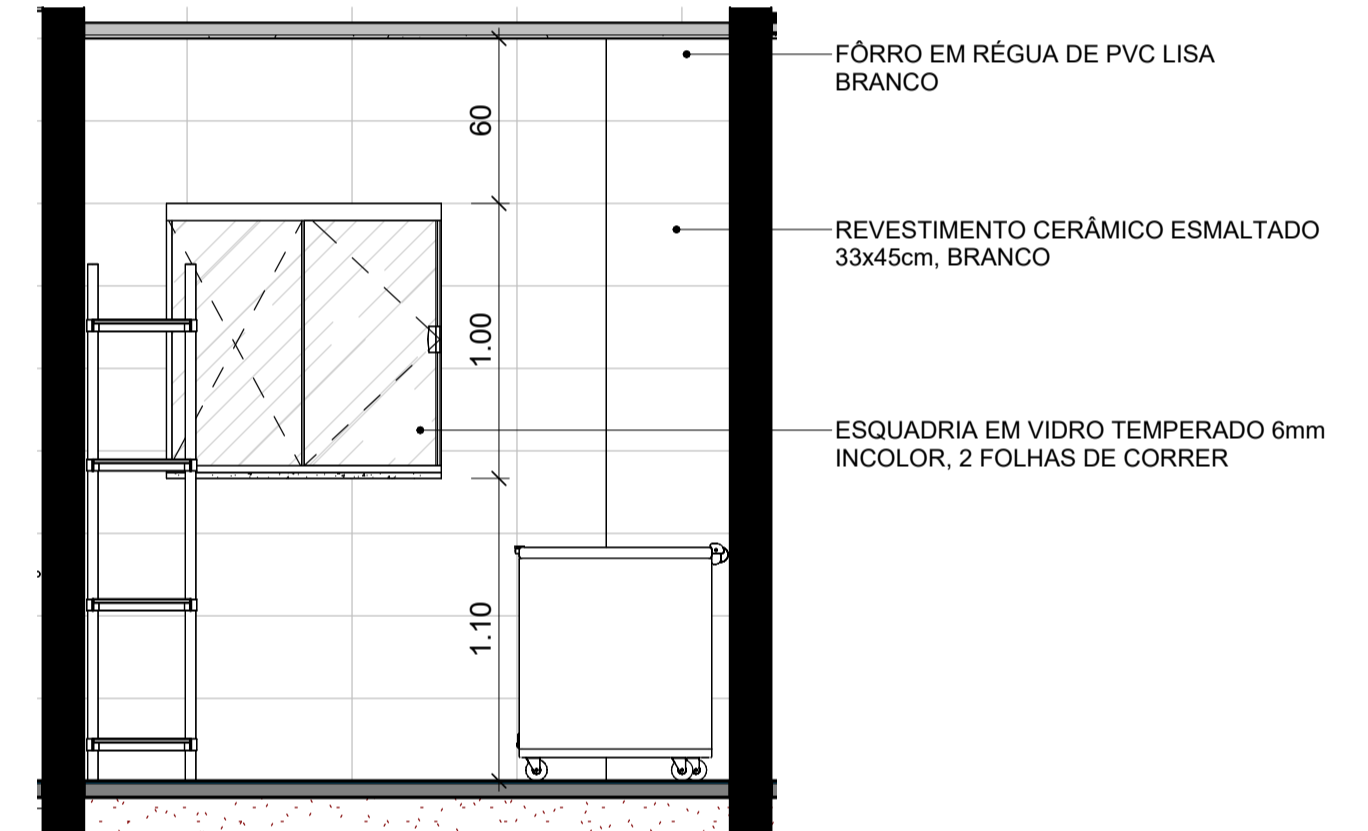 FÔRRO EM RÉGUA DE PVC LISA
BRANCO
60
REVESTIMENTO CERÂMICO ESMALTADO
33x45cm, BRANCO
1.00
ESQUADRIA EM VIDRO TEMPERADO 6mm
INCOLOR, 2 FOLHAS DE CORRER
1.10